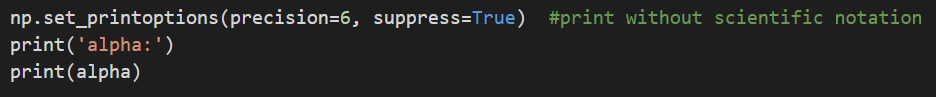 np.set_printoptions(precision=6, suppress=True)  #print without scientific notation
print('alpha:')
print(alpha)